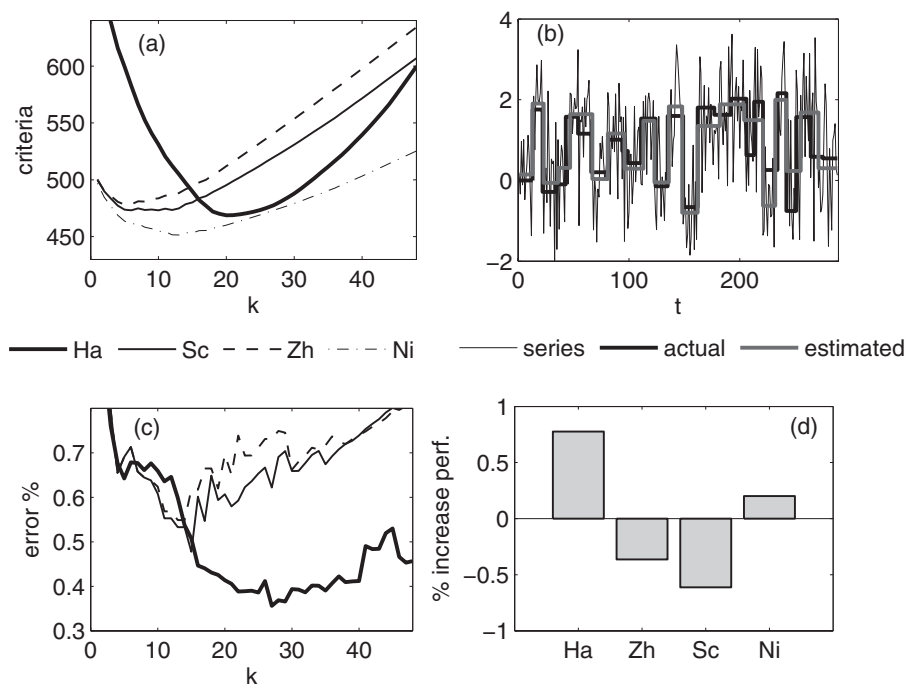 (a)
criteria
600
550
500
450
0 10 20 30 40
k
(b)
4
2
0
−2
0 100 200
t
Ha Sc Zh Ni
series actual estimated
(c)
error %
0.7
0.6
0.5
0.4
0.3
0 10 20 30 40
k
(d)
% increase perf.
1
0.5
0
−0.5
−1
Ha Zh Sc Ni